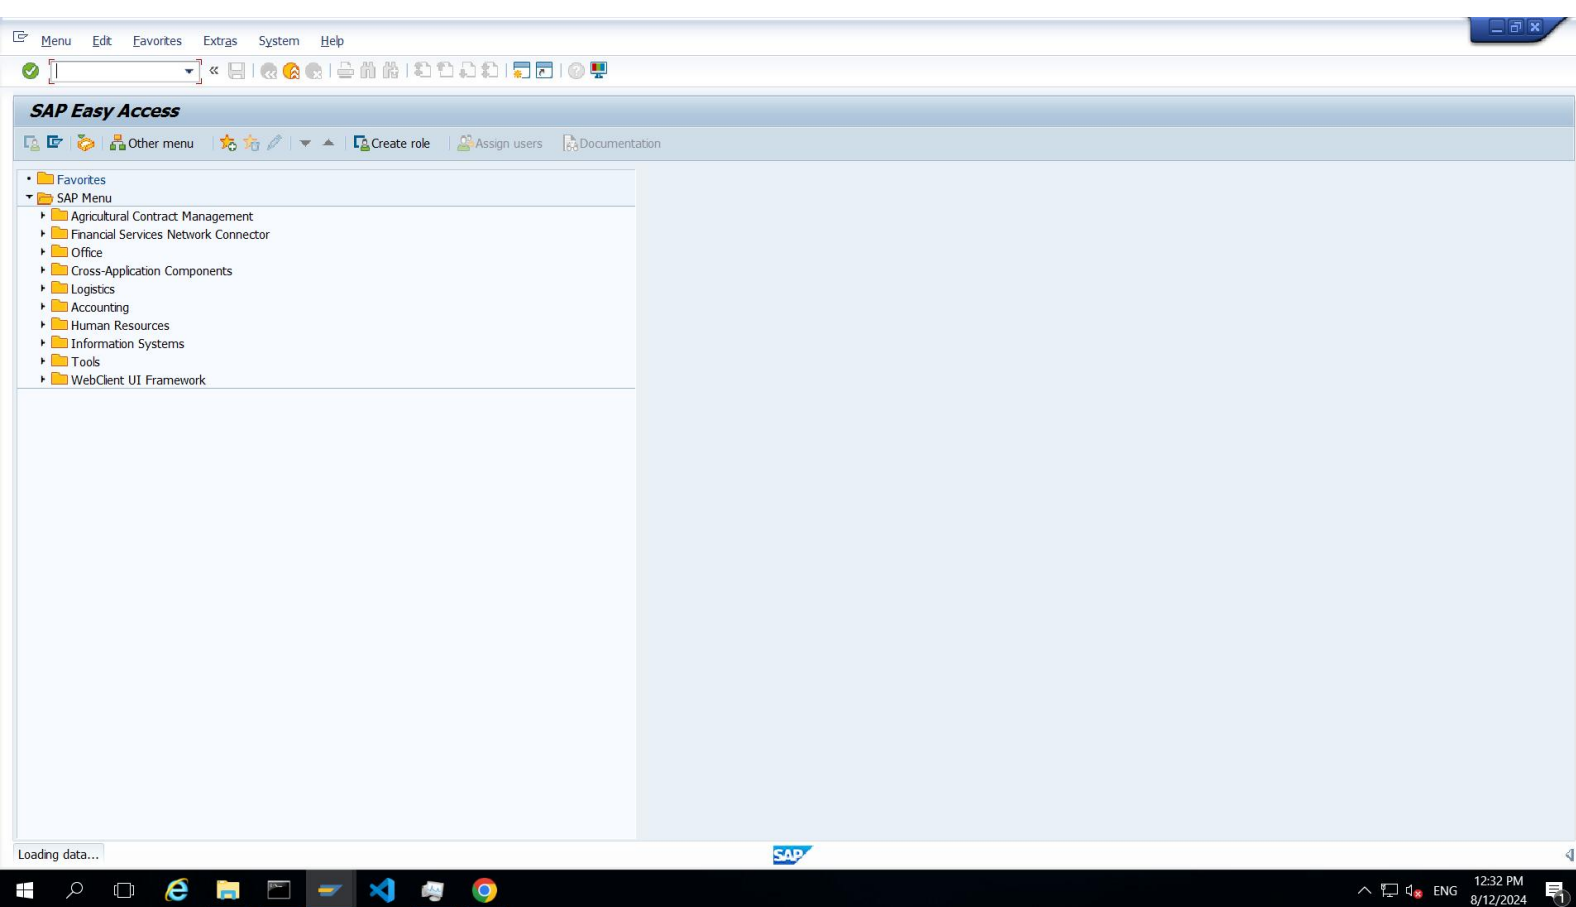 Menu Edit Favorites Extras System Help
SAP Easy Access
Other menu Create role Assign users Documentation
Favorites
SAP Menu
Agricultural Contract Management
Financial Services Network Connector
Office
Cross-Application Components
Logistics
Accounting
Human Resources
Information Systems
Tools
WebClient UI Framework
Loading data...
SAP
ENG
12:32 PM
8/12/2024
1